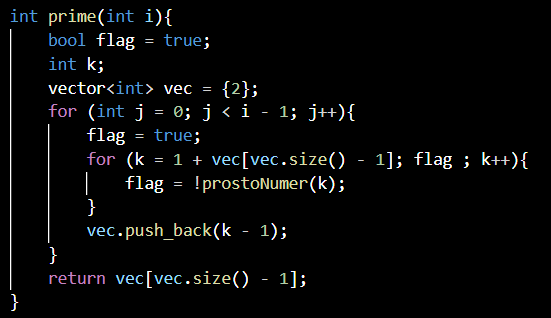 int prime(int i){
    bool flag = true;
    int k;
    vector<int> vec = {2};
    for (int j = 0; j < i - 1; j++){
        flag = true;
        for (k = 1 + vec[vec.size() - 1]; flag ; k++){
            flag = !prostoNumer(k);
        }
        vec.push_back(k - 1);
    }
    return vec[vec.size() - 1];
}